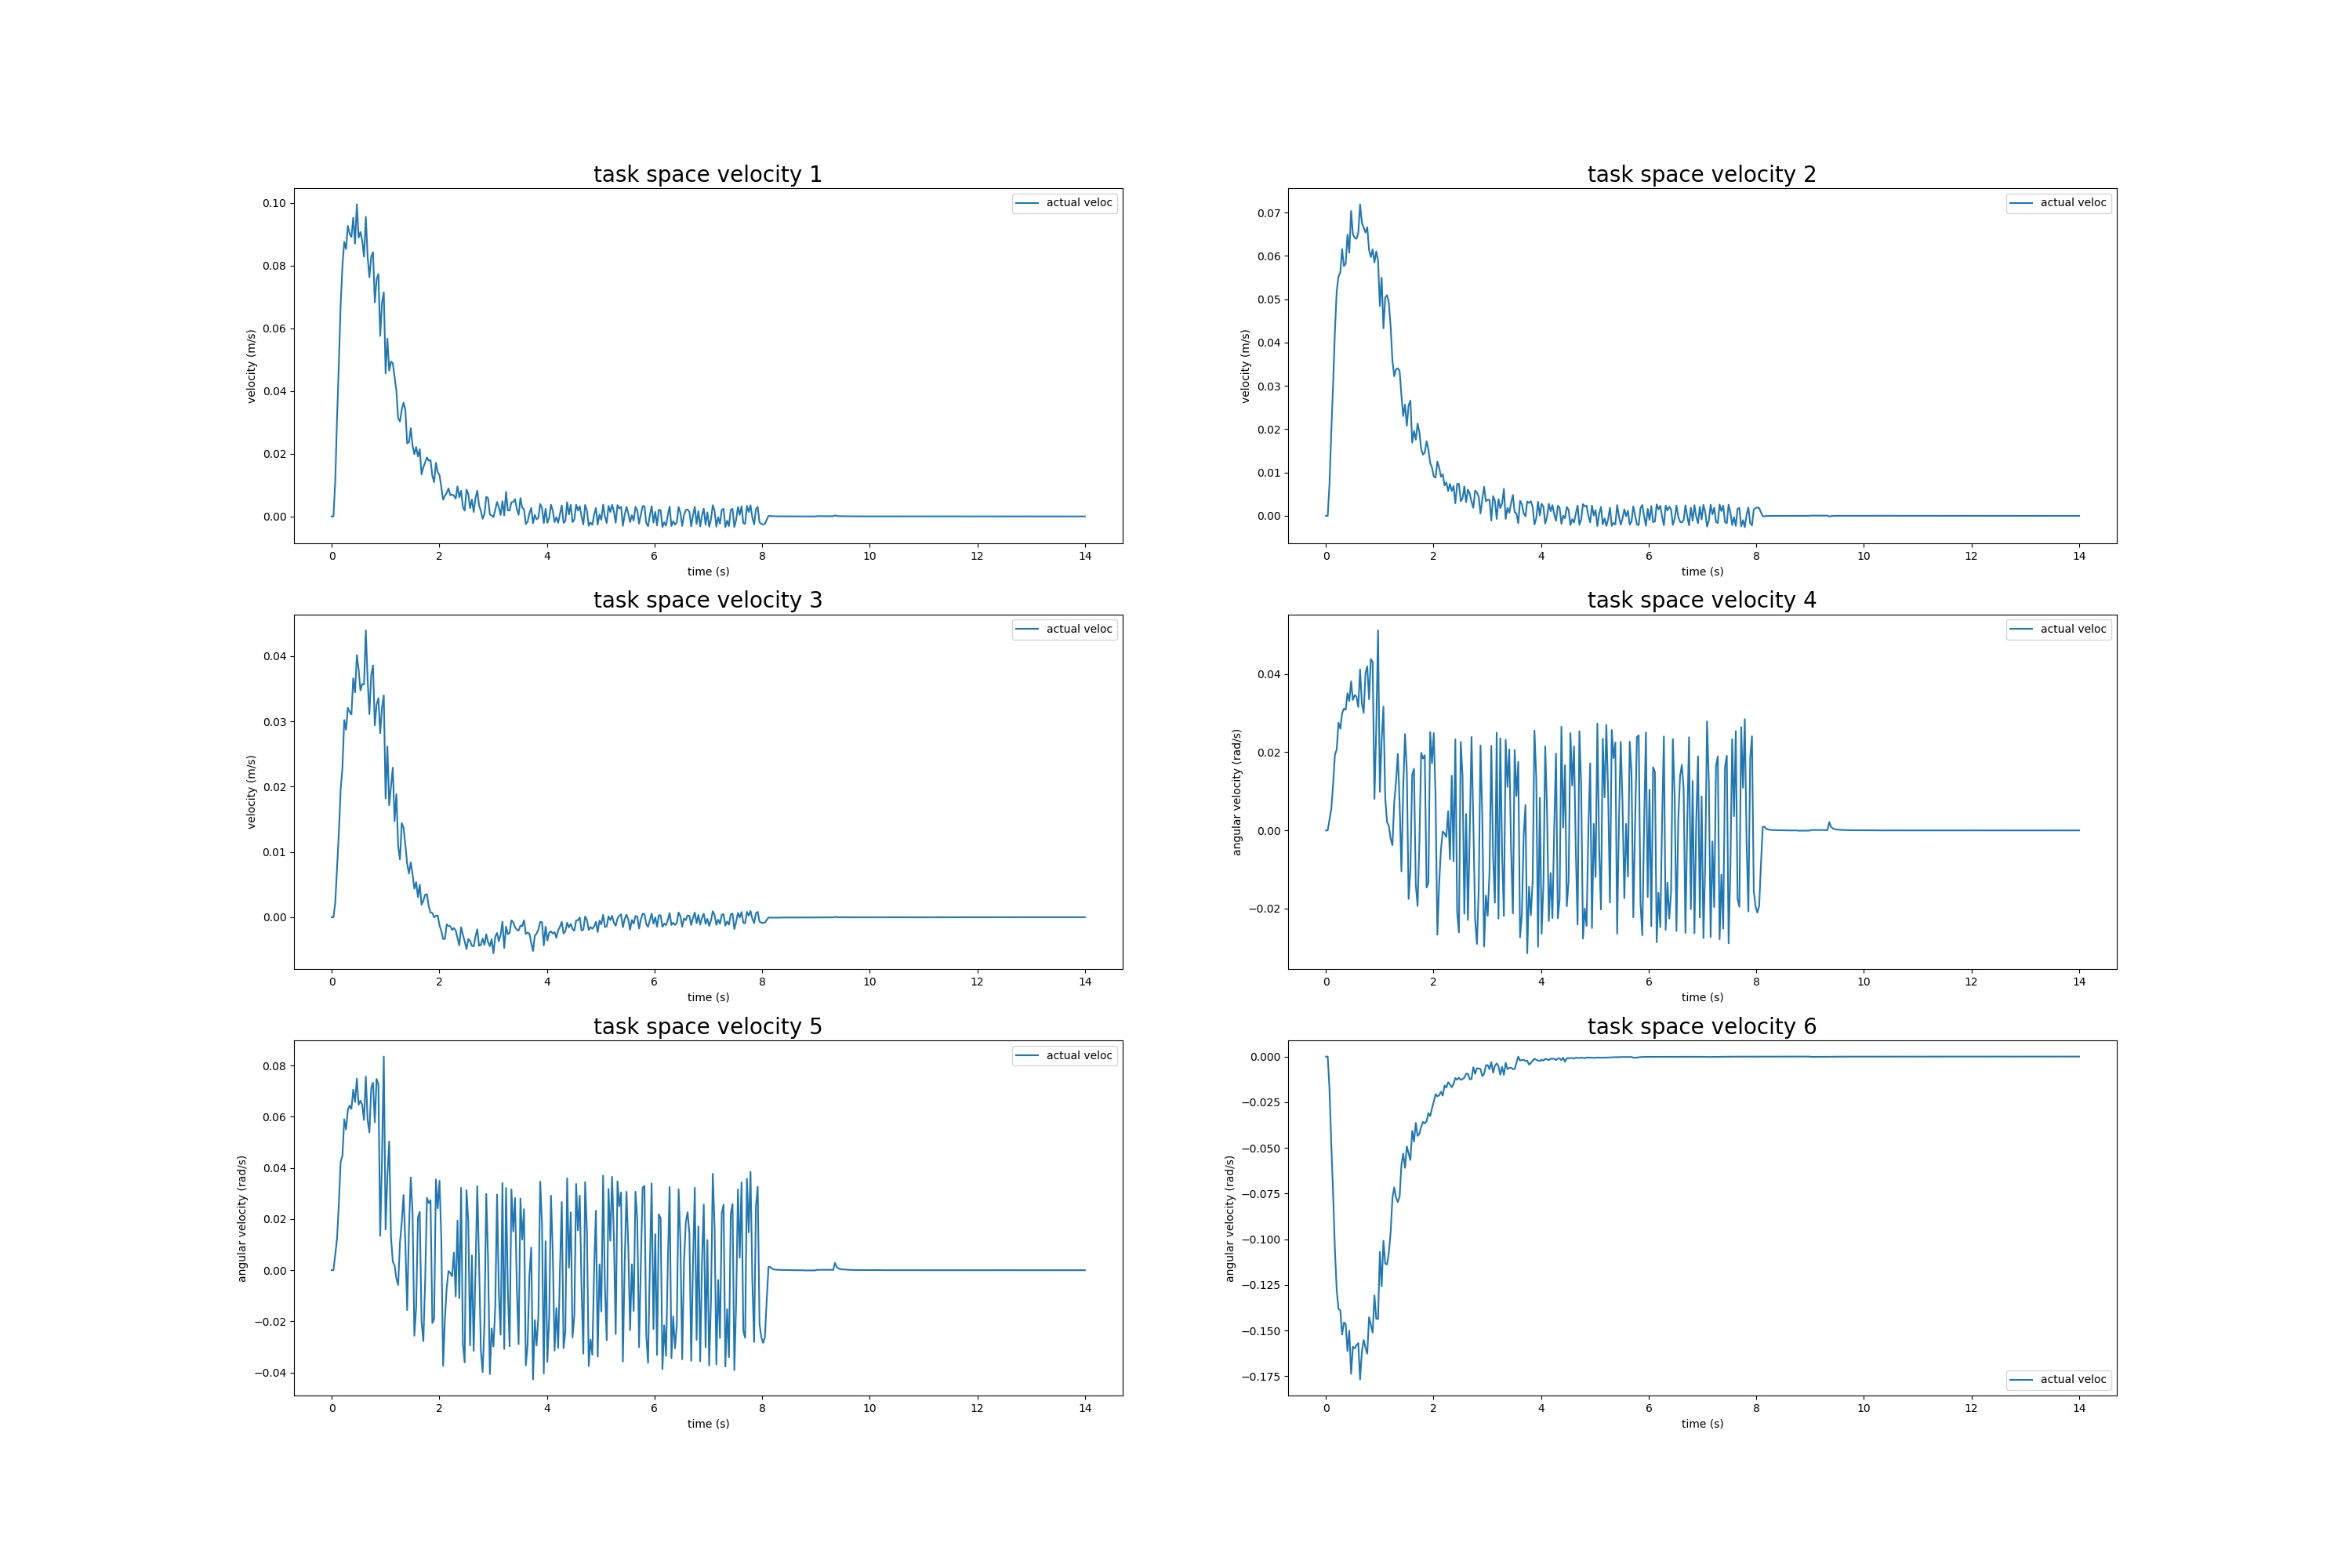 task space velocity 1
actual veloc
velocity (m/s)
0.10
0.08
0.06
0.04
0.02
0.00
0 2 4 6 8 10 12 14
time (s)
task space velocity 2
actual veloc
velocity (m/s)
0.07
0.06
0.05
0.04
0.03
0.02
0.01
0.00
0 2 4 6 8 10 12 14
time (s)
task space velocity 3
actual veloc
velocity (m/s)
0.04
0.03
0.02
0.01
0.00
0 2 4 6 8 10 12 14
time (s)
task space velocity 4
actual veloc
angular velocity (rad/s)
0.04
0.02
0.00
−0.02
0 2 4 6 8 10 12 14
time (s)
task space velocity 5
actual veloc
angular velocity (rad/s)
0.08
0.06
0.04
0.02
0.00
−0.02
−0.04
0 2 4 6 8 10 12 14
time (s)
task space velocity 6
angular velocity (rad/s)
0.000
−0.025
−0.050
−0.075
−0.100
−0.125
−0.150
−0.175
actual veloc
0 2 4 6 8 10 12 14
time (s)